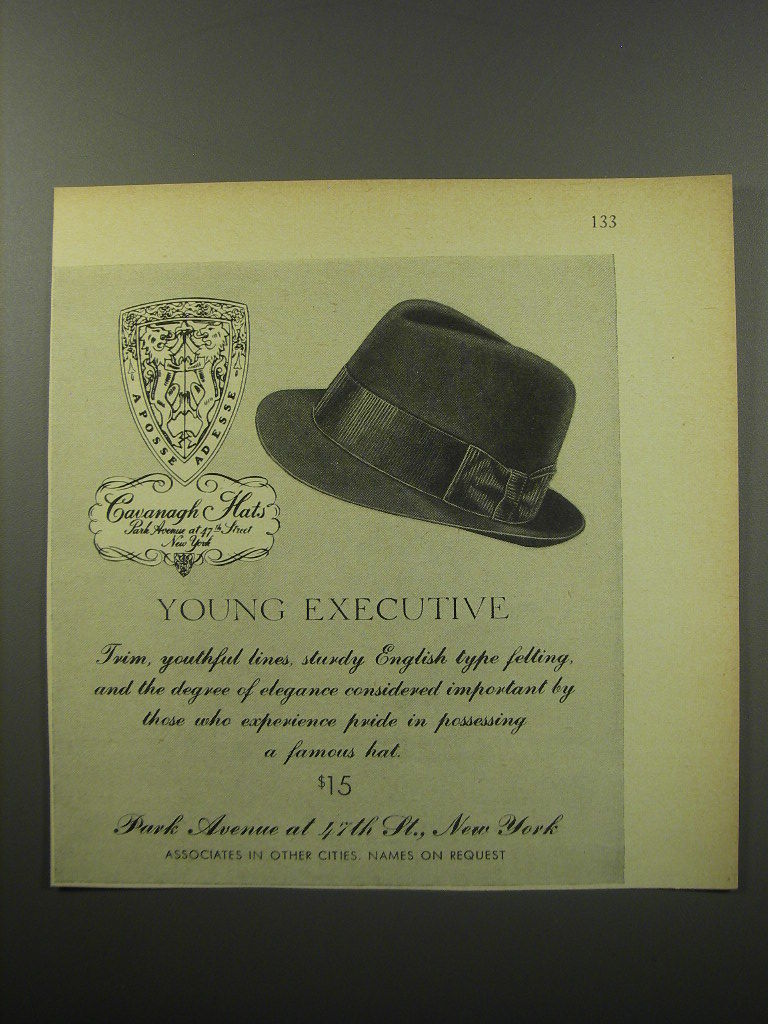 133
A POSSE AD ESSE
Cavanagh Hats
Park Avenue at 47th Street
New York
YOUNG EXECUTIVE
Trim, youthful lines, sturdy English type felting,
and the degree of elegance considered important by
those who experience pride in possessing
a famous hat.
$15
Park Avenue at 47th St., New York
ASSOCIATES IN OTHER CITIES. NAMES ON REQUEST